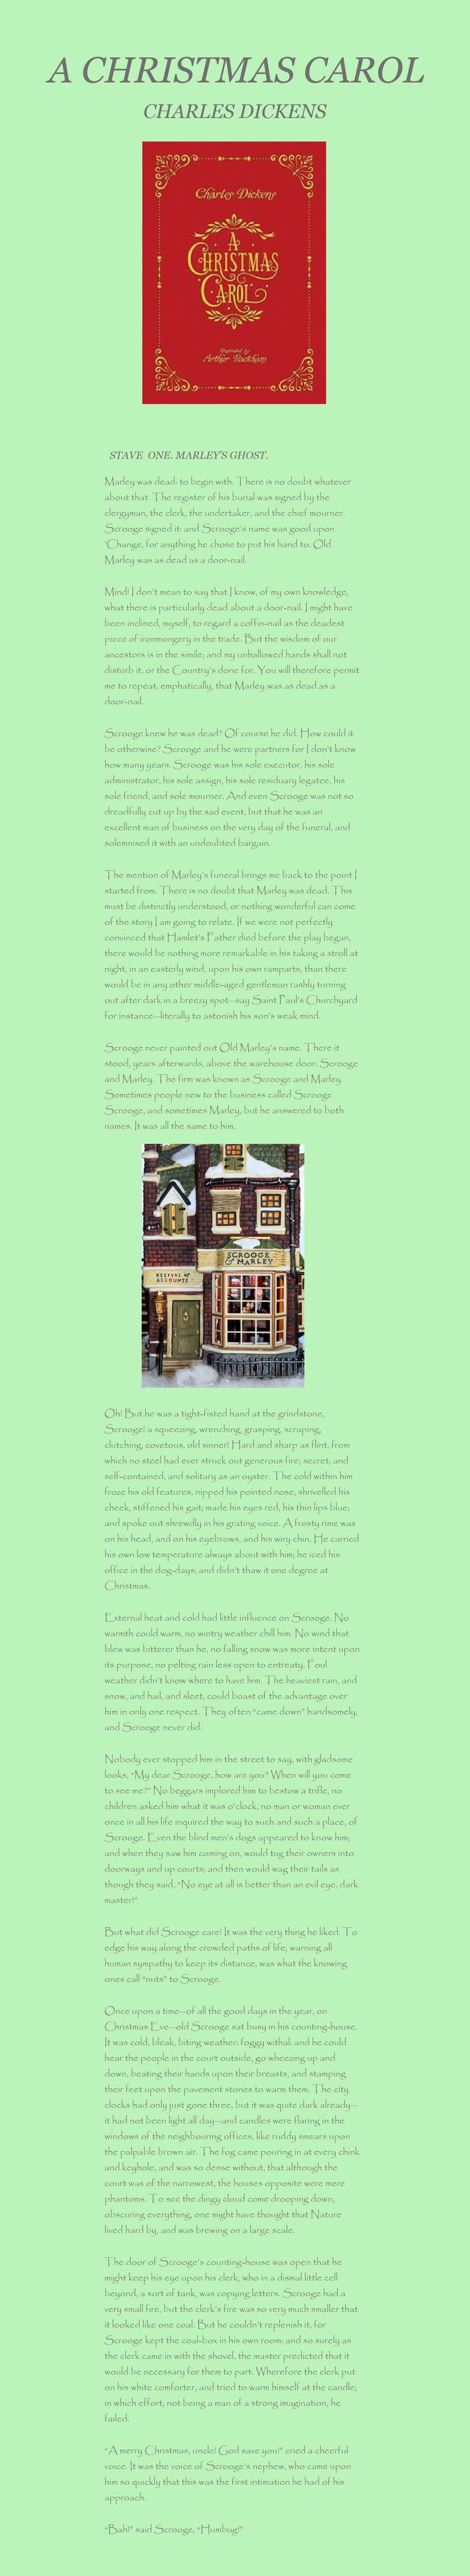 A CHRISTMAS CAROL
CHARLES DICKENS
Charles Dickens
A
CHRISTMAS
CAROL
Illustrated by
Arthur Rackham
STAVE ONE. MARLEY'S GHOST.
Marley was dead: to begin with. There is no doubt whatever
about that. The register of his burial was signed by the
clergyman, the clerk, the undertaker, and the chief mourner.
Scrooge signed it: and Scrooge's name was good upon
'Change, for anything he chose to put his hand to. Old
Marley was as dead as a door-nail.
Mind! I don't mean to say that I know, of my own knowledge,
what there is particularly dead about a door-nail. I might have
been inclined, myself, to regard a coffin-nail as the deadest
piece of ironmongery in the trade. But the wisdom of our
ancestors is in the simile; and my unhallowed hands shall not
disturb it, or the Country's done for. You will therefore permit
me to repeat, emphatically, that Marley was as dead as a
door-nail.
Scrooge knew he was dead? Of course he did. How could it
be otherwise? Scrooge and he were partners for I don't know
how many years. Scrooge was his sole executor, his sole
administrator, his sole assign, his sole residuary legatee, his
sole friend, and sole mourner. And even Scrooge was not so
dreadfully cut up by the sad event, but that he was an
excellent man of business on the very day of the funeral, and
solemnised it with an undoubted bargain.
The mention of Marley's funeral brings me back to the point I
started from. There is no doubt that Marley was dead. This
must be distinctly understood, or nothing wonderful can come
of the story I am going to relate. If we were not perfectly
convinced that Hamlet's Father died before the play began,
there would be nothing more remarkable in his taking a stroll at
night, in an easterly wind, upon his own ramparts, than there
would be in any other middle-aged gentleman rashly turning
out after dark in a breezy spot—say Saint Paul's Churchyard
for instance—literally to astonish his son's weak mind.
Scrooge never painted out Old Marley's name. There it
stood, years afterwards, above the warehouse door: Scrooge
and Marley. The firm was known as Scrooge and Marley.
Sometimes people new to the business called Scrooge
Scrooge, and sometimes Marley, but he answered to both
names. It was all the same to him.
SCROOGE
& MARLEY
KEEPERS OF
ACCOUNTS
Oh! But he was a tight-fisted hand at the grindstone,
Scrooge! a squeezing, wrenching, grasping, scraping,
clutching, covetous, old sinner! Hard and sharp as flint, from
which no steel had ever struck out generous fire; secret, and
self-contained, and solitary as an oyster. The cold within him
froze his old features, nipped his pointed nose, shrivelled his
cheek, stiffened his gait; made his eyes red, his thin lips blue;
and spoke out shrewdly in his grating voice. A frosty rime was
on his head, and on his eyebrows, and his wiry chin. He carried
his own low temperature always about with him; he iced his
office in the dog-days; and didn't thaw it one degree at
Christmas.
External heat and cold had little influence on Scrooge. No
warmth could warm, no wintry weather chill him. No wind that
blew was bitterer than he, no falling snow was more intent upon
its purpose, no pelting rain less open to entreaty. Foul
weather didn't know where to have him. The heaviest rain, and
snow, and hail, and sleet, could boast of the advantage over
him in only one respect. They often "came down" handsomely,
and Scrooge never did.
Nobody ever stopped him in the street to say, with gladsome
looks, "My dear Scrooge, how are you? When will you come
to see me?" No beggars implored him to bestow a trifle, no
children asked him what it was o'clock, no man or woman ever
once in all his life inquired the way to such and such a place, of
Scrooge. Even the blind men's dogs appeared to know him;
and when they saw him coming on, would tug their owners into
doorways and up courts; and then would wag their tails as
though they said, "No eye at all is better than an evil eye, dark
master!"
But what did Scrooge care! It was the very thing he liked. To
edge his way along the crowded paths of life, warning all
human sympathy to keep its distance, was what the knowing
ones call "nuts" to Scrooge.
Once upon a time—of all the good days in the year, on
Christmas Eve—old Scrooge sat busy in his counting-house.
It was cold, bleak, biting weather: foggy withal: and he could
hear the people in the court outside, go wheezing up and
down, beating their hands upon their breasts, and stamping
their feet upon the pavement stones to warm them. The city
clocks had only just gone three, but it was quite dark already—
it had not been light all day—and candles were flaring in the
windows of the neighbouring offices, like ruddy smears upon
the palpable brown air. The fog came pouring in at every chink
and keyhole, and was so dense without, that although the
court was of the narrowest, the houses opposite were mere
phantoms. To see the dingy cloud come drooping down,
obscuring everything, one might have thought that Nature
lived hard by, and was brewing on a large scale.
The door of Scrooge's counting-house was open that he
might keep his eye upon his clerk, who in a dismal little cell
beyond, a sort of tank, was copying letters. Scrooge had a
very small fire, but the clerk's fire was so very much smaller that
it looked like one coal. But he couldn't replenish it, for
Scrooge kept the coal-box in his own room; and so surely as
the clerk came in with the shovel, the master predicted that it
would be necessary for them to part. Wherefore the clerk put
on his white comforter, and tried to warm himself at the candle;
in which effort, not being a man of a strong imagination, he
failed.
"A merry Christmas, uncle! God save you!" cried a cheerful
voice. It was the voice of Scrooge's nephew, who came upon
him so quickly that this was the first intimation he had of his
approach.
"Bah!" said Scrooge, "Humbug!"